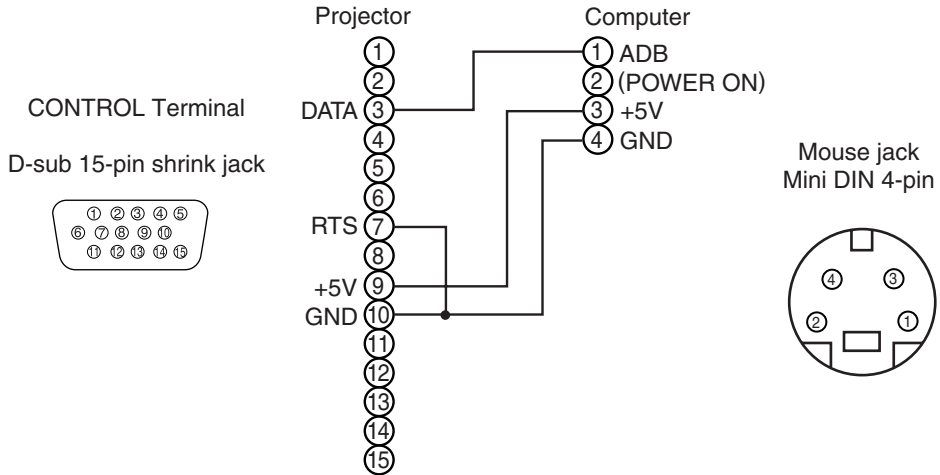 Projector
Computer
CONTROL Terminal
D-sub 15-pin shrink jack
① ② ③ ④ ⑤
⑥ ⑦ ⑧ ⑨ ⑩
⑪ ⑫ ⑬ ⑭ ⑮
①
②
DATA ③
④
⑤
⑥
RTS ⑦
⑧
+5V ⑨
GND ⑩
⑪
⑫
⑬
⑭
⑮
① ADB
② (POWER ON)
③ +5V
④ GND
Mouse jack
Mini DIN 4-pin
④ ③
② ①